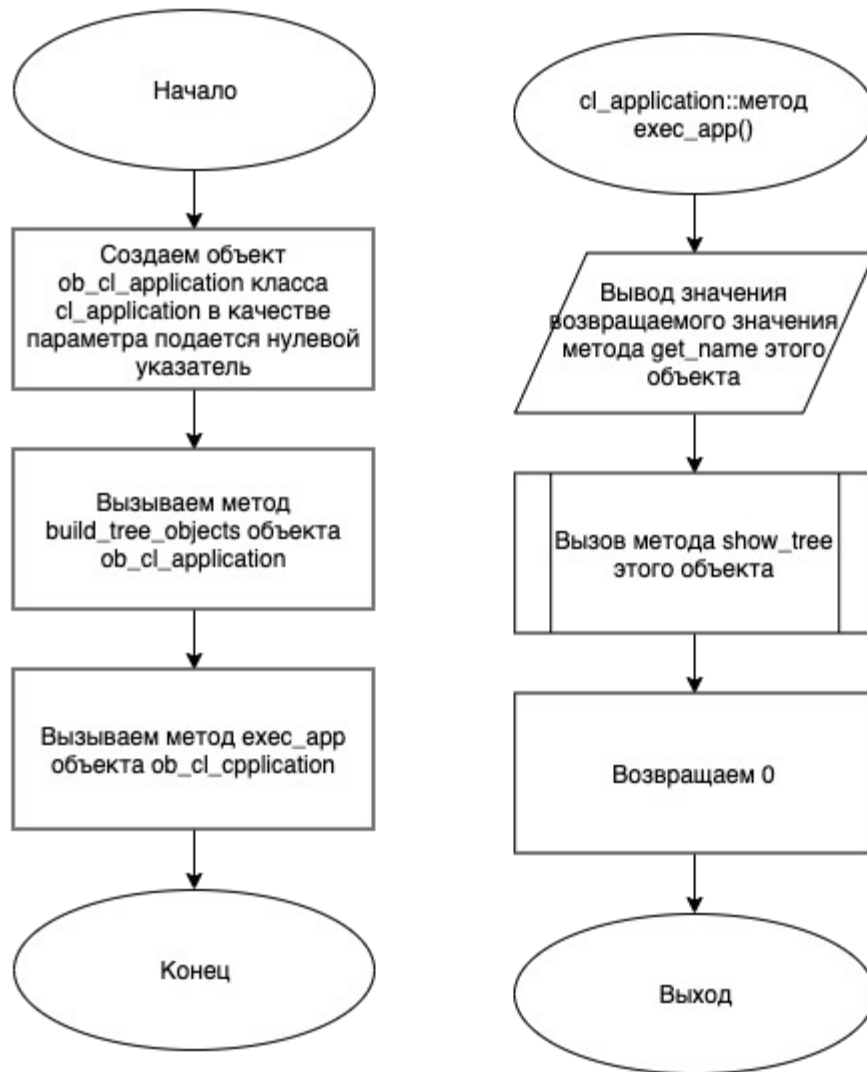 Начало
Создаем объект
ob_cl_application класса
cl_application в качестве
параметра подается нулевой
указатель
Вызываем метод
build_tree_objects объекта
ob_cl_application
Вызываем метод exec_app
объекта ob_cl_cpplication
Конец
cl_application::метод
exec_app()
Вывод значения
возвращаемого значения
метода get_name этого
объекта
Вызов метода show_tree
этого объекта
Возвращаем 0
Выход